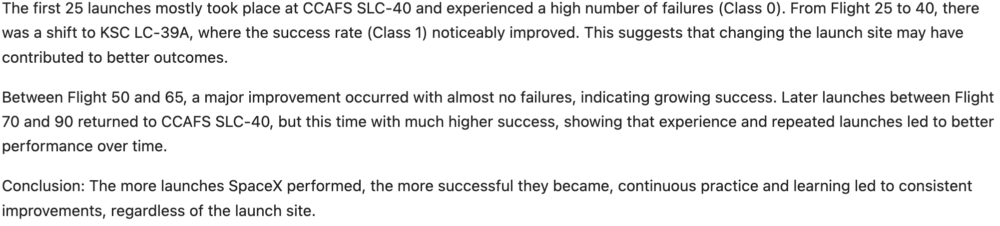 The first 25 launches mostly took place at CCAFS SLC-40 and experienced a high number of failures (Class 0). From Flight 25 to 40, there
was a shift to KSC LC-39A, where the success rate (Class 1) noticeably improved. This suggests that changing the launch site may have
contributed to better outcomes.
Between Flight 50 and 65, a major improvement occurred with almost no failures, indicating growing success. Later launches between Flight
70 and 90 returned to CCAFS SLC-40, but this time with much higher success, showing that experience and repeated launches led to better
performance over time.
Conclusion: The more launches SpaceX performed, the more successful they became, continuous practice and learning led to consistent
improvements, regardless of the launch site.